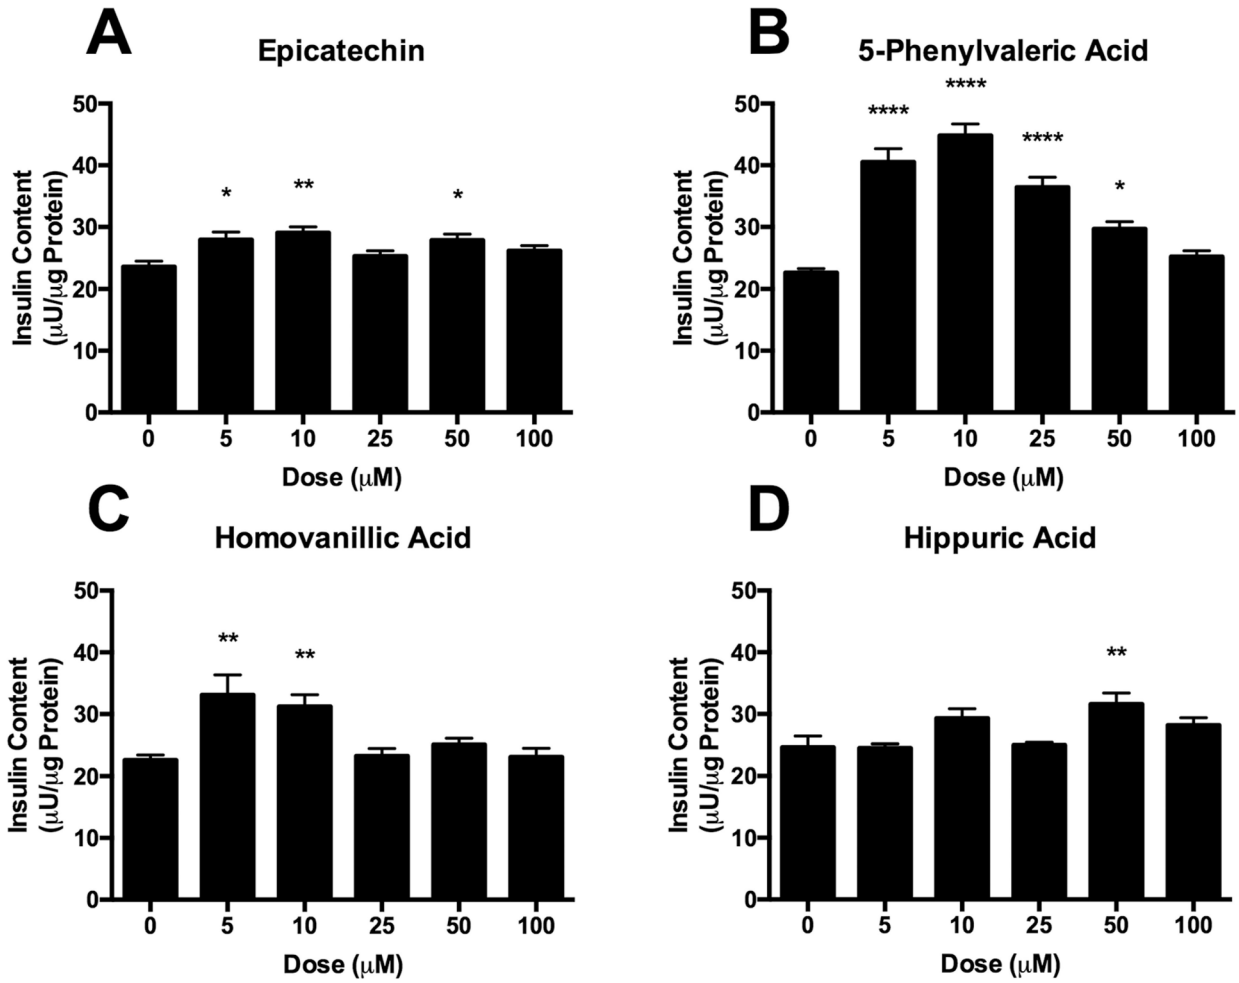 A
Epicatechin
50
40
30
20
10
0
Insulin Content
(μU/μg Protein)
*
**
*
0 5 10 25 50 100
Dose (μM)
B
5-Phenylvaleric Acid
50
40
30
20
10
0
Insulin Content
(μU/μg Protein)
****
****
****
*
0 5 10 25 50 100
Dose (μM)
C
Homovanillic Acid
50
40
30
20
10
0
Insulin Content
(μU/μg Protein)
**
**
0 5 10 25 50 100
Dose (μM)
D
Hippuric Acid
50
40
30
20
10
0
Insulin Content
(μU/μg Protein)
**
0 5 10 25 50 100
Dose (μM)